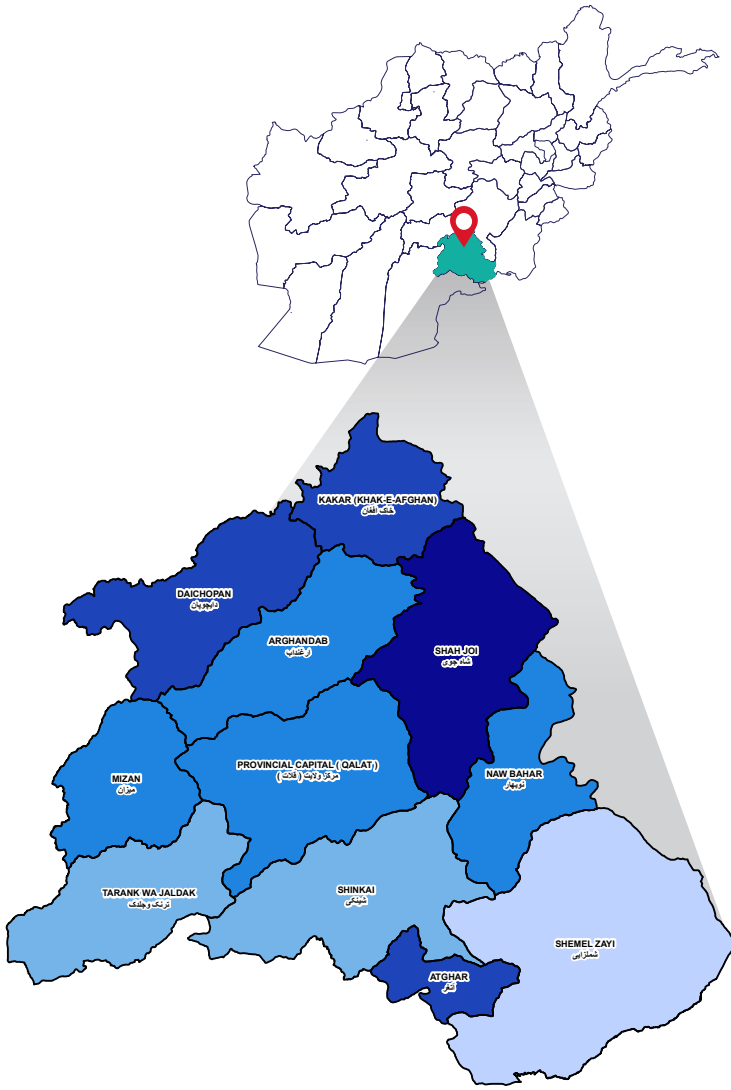 KAKAR (KHAK-E-AFGHAN)
خاک افغان
DAICHOPAN
دایچوپان
ARGHANDAB
ارغنداب
SHAH JOI
شاه جوی
PROVINCIAL CAPITAL ( QALAT)
مرکز ولایت ( قلات )
MIZAN
میزان
NAW BAHAR
نوبهار
TARANK WA JALDAK
ترنک وجلدک
SHINKAI
شینکی
SHEMEL ZAYI
شملزایی
ATGHAR
اتغر